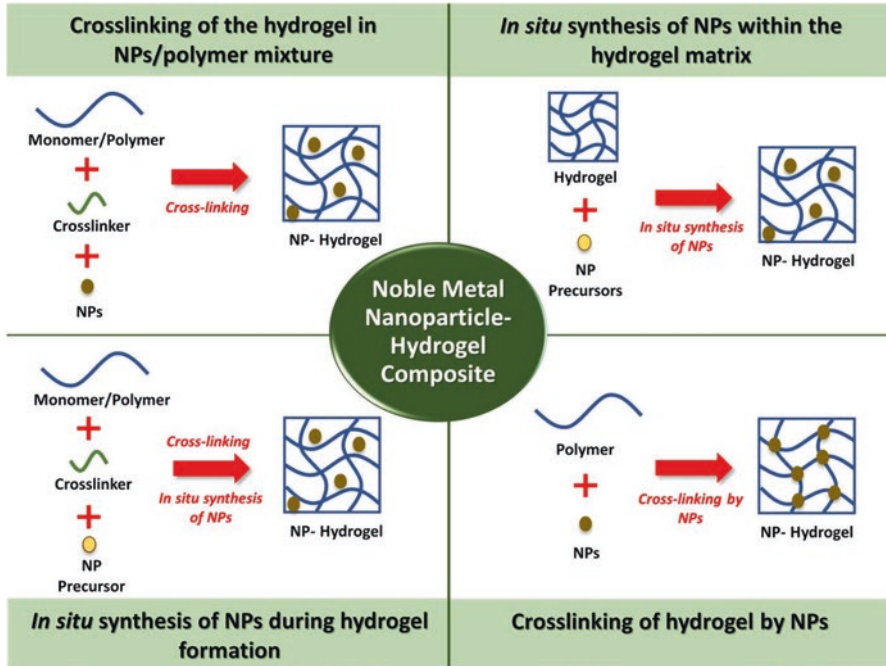 Crosslinking of the hydrogel in
NPs/polymer mixture
Monomer/Polymer
+
Crosslinker
+
NPs
Cross-linking
NP- Hydrogel
In situ synthesis of NPs within the
hydrogel matrix
Hydrogel
+
NP
Precursors
In situ synthesis
of NPs
NP- Hydrogel
Noble Metal
Nanoparticle-
Hydrogel
Composite
Monomer/Polymer
+
Crosslinker
+
NP
Precursor
Cross-linking
In situ synthesis
of NPs
NP- Hydrogel
In situ synthesis of NPs during hydrogel
formation
Polymer
+
NPs
Cross-linking by
NPs
NP- Hydrogel
Crosslinking of hydrogel by NPs